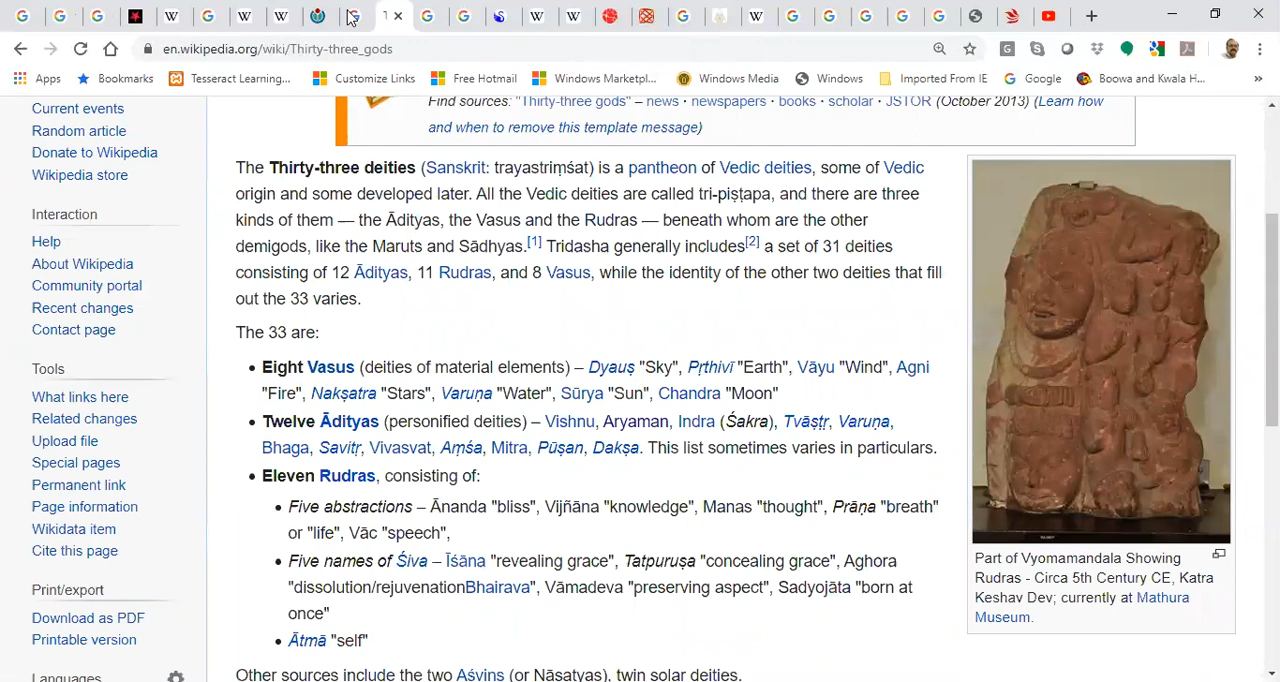 T
en.wikipedia.org/wiki/Thirty-three_gods
Apps Bookmarks Tesseract Learning... Customize Links Free Hotmail Windows Marketpl... Windows Media Windows Imported From IE Google Boowa and Kwala H... »
Current events
Random article
Donate to Wikipedia
Wikipedia store
Interaction
Help
About Wikipedia
Community portal
Recent changes
Contact page
Tools
What links here
Related changes
Upload file
Special pages
Permanent link
Page information
Wikidata item
Cite this page
Print/export
Download as PDF
Printable version
Languages
Find sources: "Thirty-three gods" – news · newspapers · books · scholar · JSTOR (October 2013) (Learn how
and when to remove this template message)
The Thirty-three deities (Sanskrit: trayastriṃśat) is a pantheon of Vedic deities, some of Vedic
origin and some developed later. All the Vedic deities are called tri-piṣṭapa, and there are three
kinds of them — the Ādityas, the Vasus and the Rudras — beneath whom are the other
demigods, like the Maruts and Sādhyas.[1] Tridasha generally includes[2] a set of 31 deities
consisting of 12 Ādityas, 11 Rudras, and 8 Vasus, while the identity of the other two deities that fill
out the 33 varies.
The 33 are:
• Eight Vasus (deities of material elements) – Dyauṣ "Sky", Pṛthivī "Earth", Vāyu "Wind", Agni
"Fire", Nakṣatra "Stars", Varuṇa "Water", Sūrya "Sun", Chandra "Moon"
• Twelve Ādityas (personified deities) – Vishnu, Aryaman, Indra (Śakra), Tvāṣṭṛ, Varuṇa,
Bhaga, Savitṛ, Vivasvat, Aṃśa, Mitra, Pūṣan, Dakṣa. This list sometimes varies in particulars.
• Eleven Rudras, consisting of:
• Five abstractions – Ānanda "bliss", Vijñāna "knowledge", Manas "thought", Prāṇa "breath"
or "life", Vāc "speech",
• Five names of Śiva – Īśāna "revealing grace", Tatpuruṣa "concealing grace", Aghora
"dissolution/rejuvenationBhairava", Vāmadeva "preserving aspect", Sadyojāta "born at
once"
• Ātmā "self"
Other sources include the two Aśvins (or Nāsatyas), twin solar deities.
Part of Vyomamandala Showing
Rudras - Circa 5th Century CE, Katra
Keshav Dev; currently at Mathura
Museum.